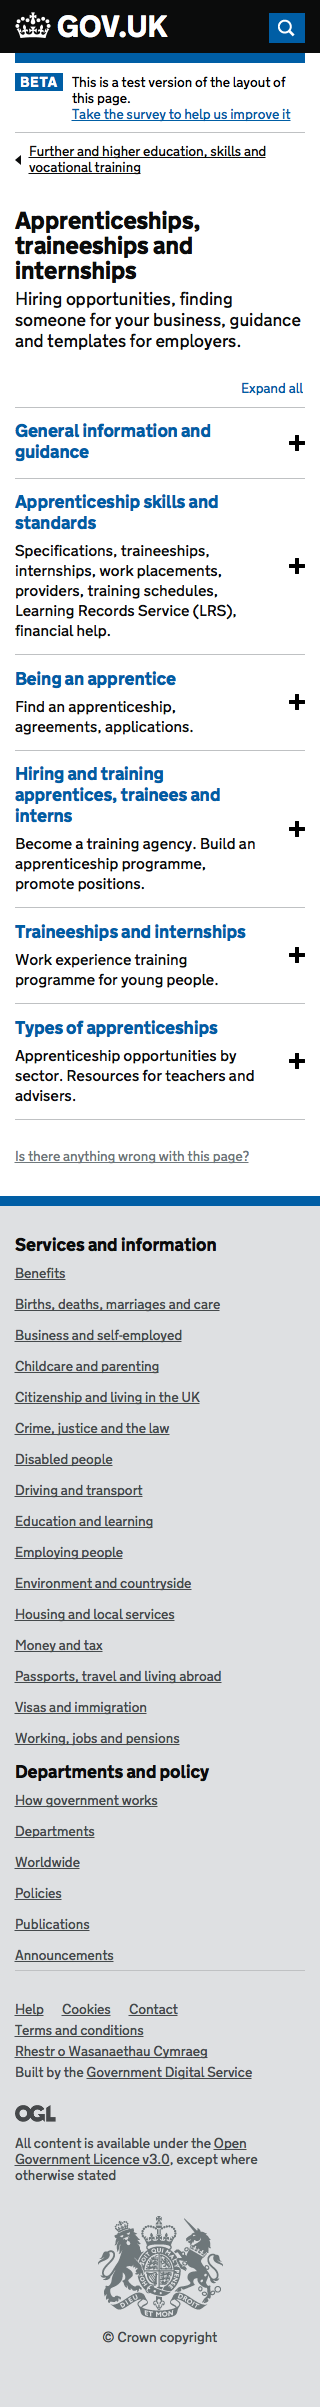 GOV.UK
BETA
This is a test version of the layout of
this page.
Take the survey to help us improve it
Further and higher education, skills and
vocational training
Apprenticeships,
traineeships and
internships
Hiring opportunities, finding
someone for your business, guidance
and templates for employers.
Expand all
General information and
guidance
Apprenticeship skills and
standards
Specifications, traineeships,
internships, work placements,
providers, training schedules,
Learning Records Service (LRS),
financial help.
Being an apprentice
Find an apprenticeship,
agreements, applications.
Hiring and training
apprentices, trainees and
interns
Become a training agency. Build an
apprenticeship programme,
promote positions.
Traineeships and internships
Work experience training
programme for young people.
Types of apprenticeships
Apprenticeship opportunities by
sector. Resources for teachers and
advisers.
Is there anything wrong with this page?
Services and information
Benefits
Births, deaths, marriages and care
Business and self-employed
Childcare and parenting
Citizenship and living in the UK
Crime, justice and the law
Disabled people
Driving and transport
Education and learning
Employing people
Environment and countryside
Housing and local services
Money and tax
Passports, travel and living abroad
Visas and immigration
Working, jobs and pensions
Departments and policy
How government works
Departments
Worldwide
Policies
Publications
Announcements
Help Cookies Contact
Terms and conditions
Rhestr o Wasanaethau Cymraeg
Built by the Government Digital Service
OGL
All content is available under the Open
Government Licence v3.0, except where
otherwise stated
DIEU ET MON DROIT
© Crown copyright